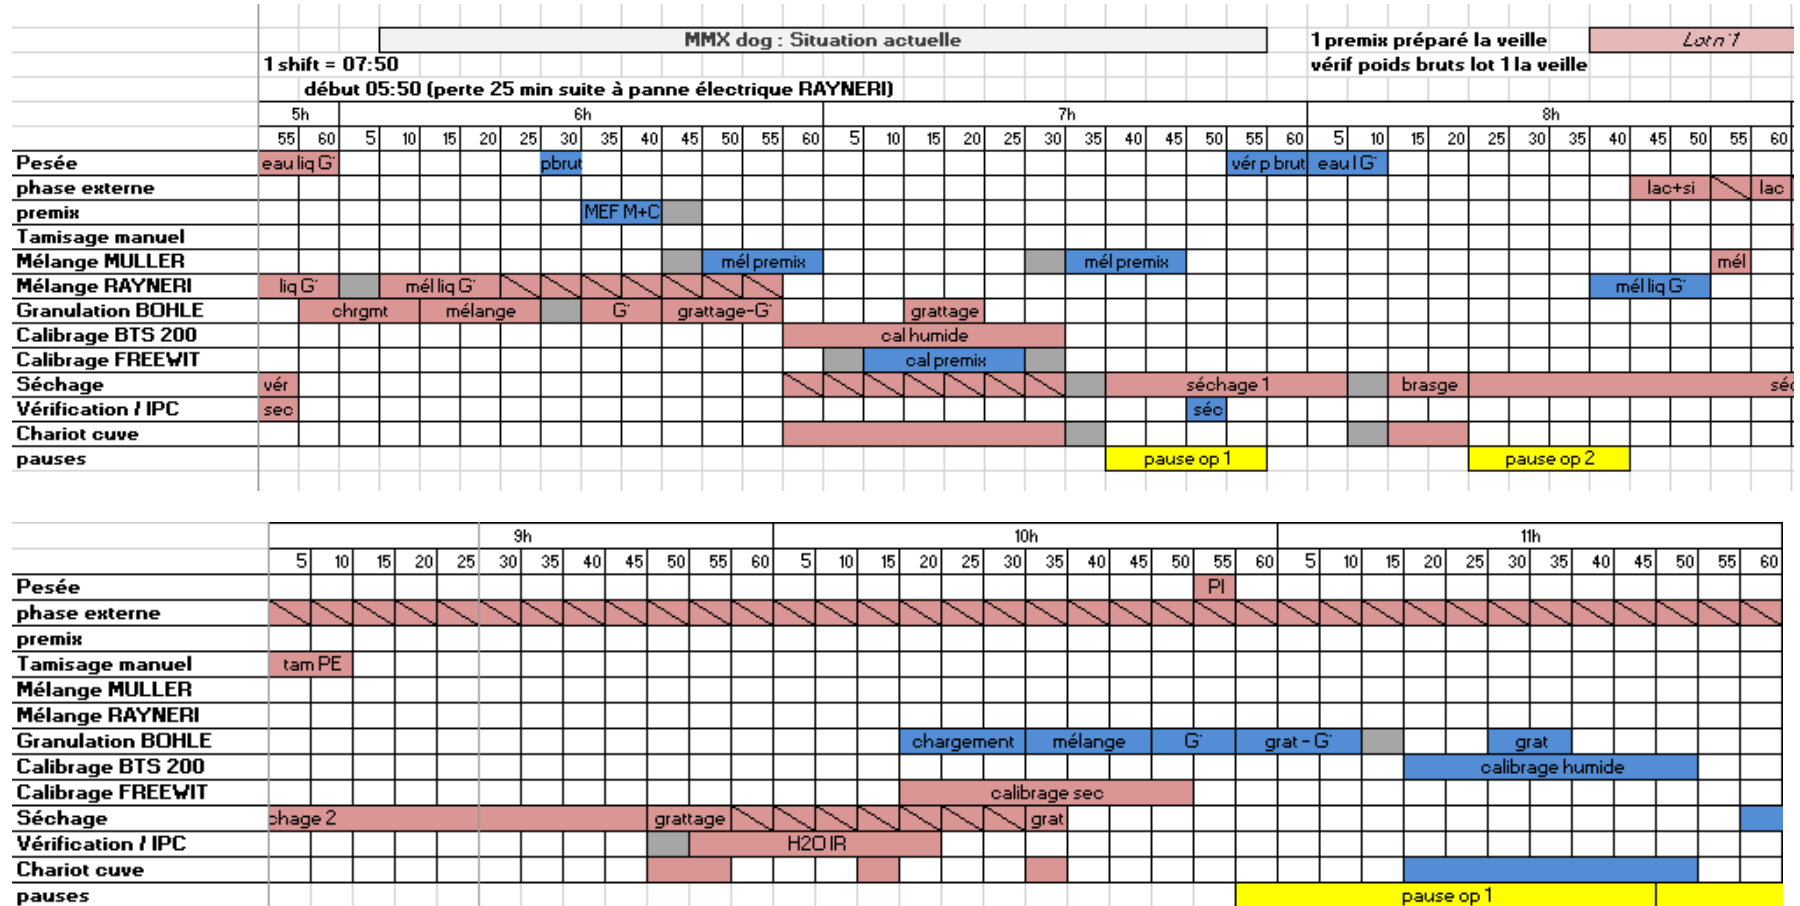 MMX dog : Situation actuelle 1 premix préparé la veille Lot n°1
1 shift = 07:50 vérif poids bruts lot 1 la veille
début 05:50 (perte 25 min suite à panne électrique RAYNERI)
5h 6h 7h 8h
55 60 5 10 15 20 25 30 35 40 45 50 55 60 5 10 15 20 25 30 35 40 45 50 55 60 5 10 15 20 25 30 35 40 45 50 55 60
Pesée eau liq G° pbrut vér p brut eau l G°
phase externe lac+si lac
premix MEF M+C
Tamisage manuel
Mélange MULLER mél premix mél premix mél
Mélange RAYNERI liq G° mél liq G° mél liq G°
Granulation BOHLE chrgmt mélange G° grattage-G° grattage
Calibrage BTS 200 cal humide
Calibrage FREEWIT cal premix
Séchage vér séchage 1 brasge séc
Vérification / IPC sec séc
Chariot cuve
pauses pause op 1 pause op 2
9h 10h 11h
5 10 15 20 25 30 35 40 45 50 55 60 5 10 15 20 25 30 35 40 45 50 55 60 5 10 15 20 25 30 35 40 45 50 55 60
Pesée PI
phase externe
premix
Tamisage manuel tam PE
Mélange MULLER
Mélange RAYNERI
Granulation BOHLE chargement mélange G° grat - G° grat
Calibrage BTS 200 calibrage humide
Calibrage FREEWIT calibrage sec
Séchage chage 2 grattage grat
Vérification / IPC H2O IR
Chariot cuve
pauses pause op 1